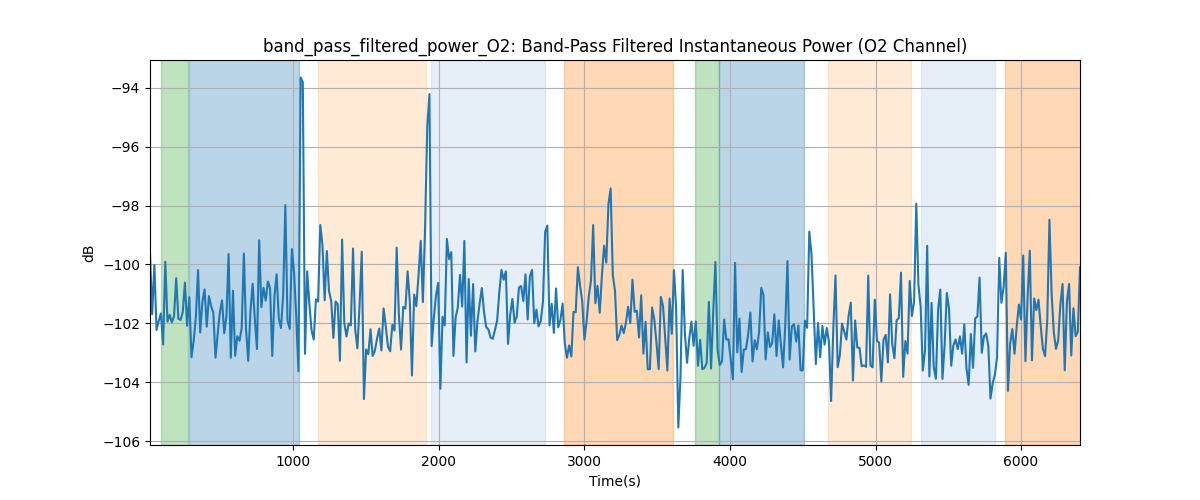 band_pass_filtered_power_O2: Band-Pass Filtered Instantaneous Power (O2 Channel)
dB
−94
−96
−98
−100
−102
−104
−106
1000 2000 3000 4000 5000 6000
Time(s)